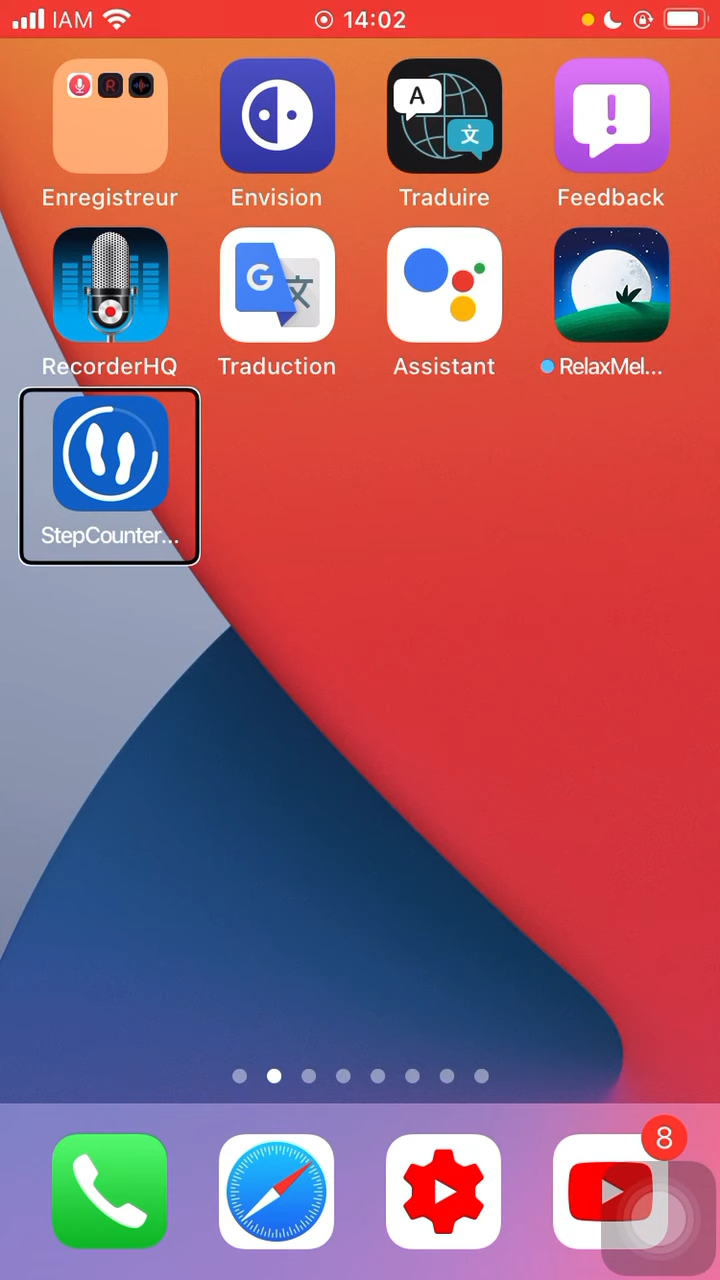 IAM 14:02
Enregistreur Envision Traduire Feedback
RecorderHQ Traduction Assistant RelaxMel...
StepCounter...
8
A
文
G
文
R